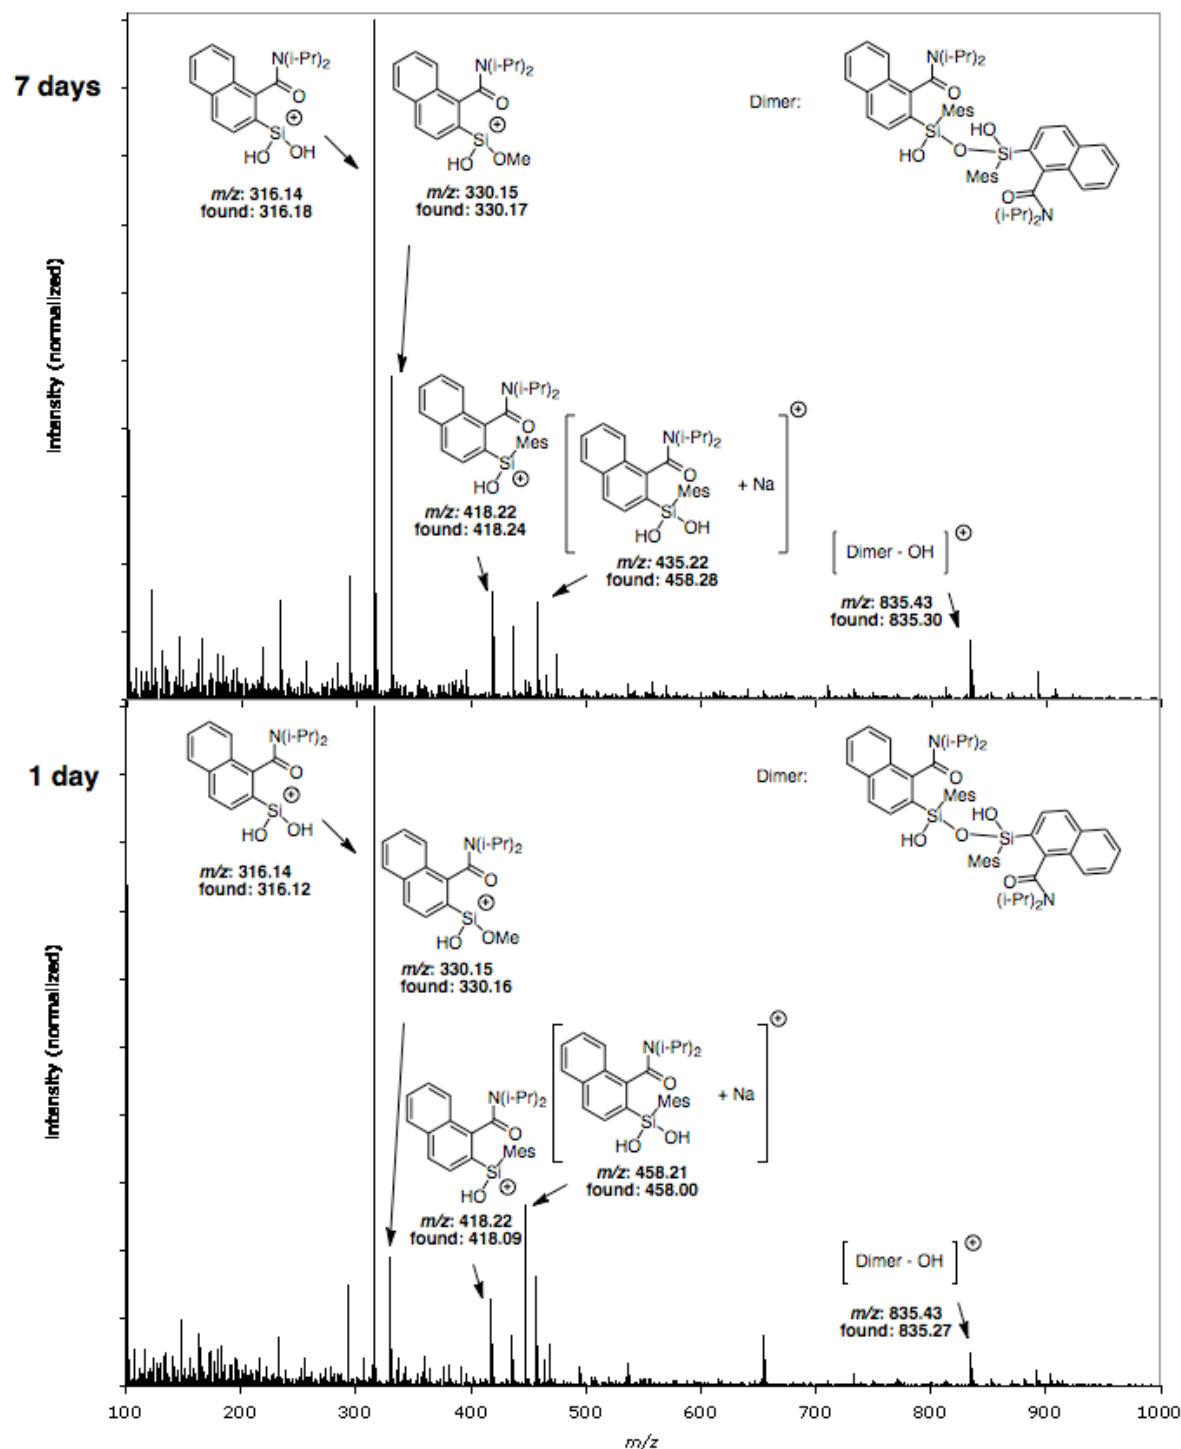 7 days
Intensity (normalized)
N(i-Pr)2
O
Si
HO
OH
m/z: 316.14
found: 316.18
N(i-Pr)2
O
Si
HO
OMe
m/z: 330.15
found: 330.17
Dimer:
N(i-Pr)2
O
Mes
Si
HO
O
HO
Si
Mes
O
(i-Pr)2N
N(i-Pr)2
O
Mes
Si
HO
m/z: 418.22
found: 418.24
N(i-Pr)2
O
Mes
Si
HO
OH
+ Na
m/z: 435.22
found: 458.28
Dimer - OH
m/z: 835.43
found: 835.30
1 day
Intensity (normalized)
N(i-Pr)2
O
Si
HO
OH
m/z: 316.14
found: 316.12
N(i-Pr)2
O
Si
HO
OMe
m/z: 330.15
found: 330.16
Dimer:
N(i-Pr)2
O
Mes
Si
HO
O
HO
Si
Mes
O
(i-Pr)2N
N(i-Pr)2
O
Mes
Si
HO
m/z: 418.22
found: 418.09
N(i-Pr)2
O
Mes
Si
HO
OH
+ Na
m/z: 458.21
found: 458.00
Dimer - OH
m/z: 835.43
found: 835.27
100 200 300 400 500 600 700 800 900 1000
m/z